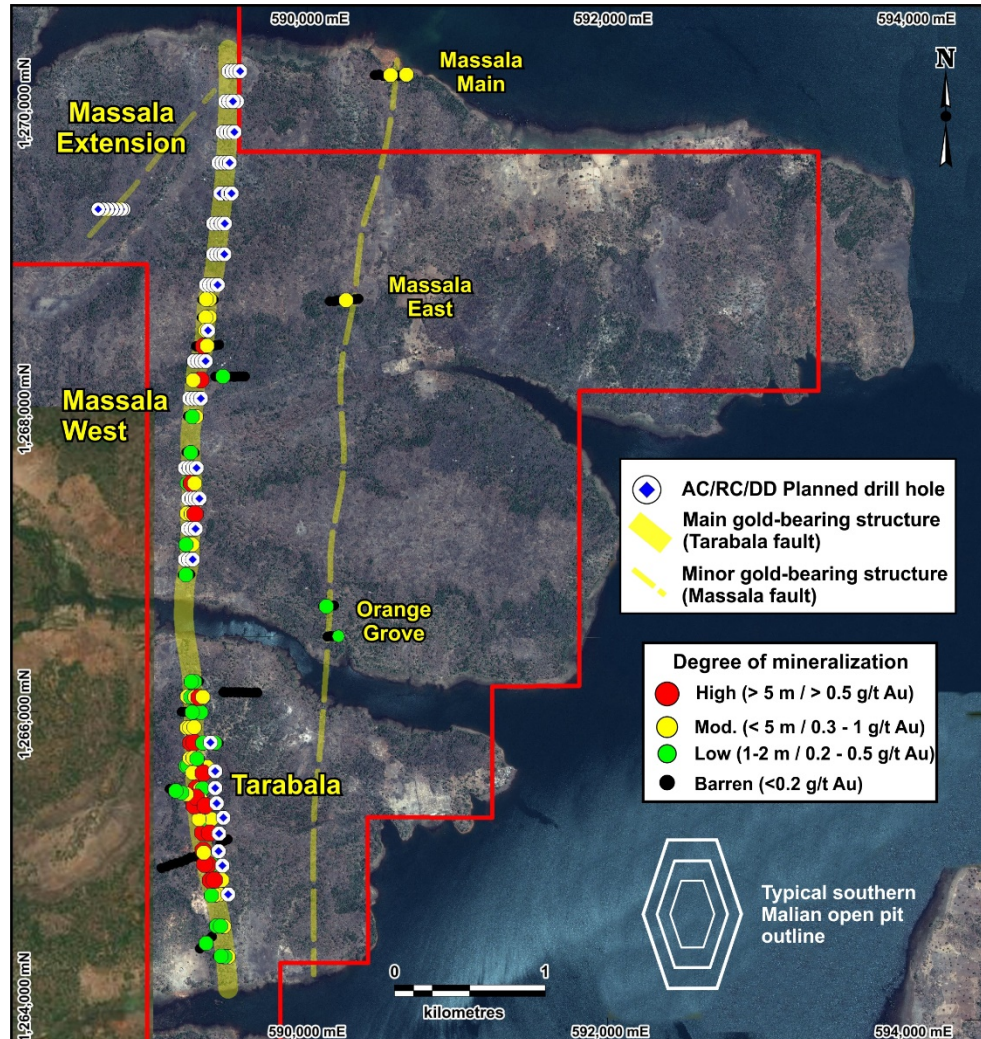 590,000 mE
592,000 mE
594,000 mE
N
Massala
Main
1,270,000 mN
Massala
Extension
Massala
East
1,268,000 mN
Massala
West
AC/RC/DD Planned drill hole
Main gold-bearing structure
(Tarabala fault)
Minor gold-bearing structure
(Massala fault)
Orange
Grove
1,266,000 mN
Degree of mineralization
High (> 5 m / > 0.5 g/t Au)
Mod. (< 5 m / 0.3 - 1 g/t Au)
Low (1-2 m / 0.2 - 0.5 g/t Au)
Barren (<0.2 g/t Au)
Tarabala
Typical southern
Malian open pit
outline
0
1
kilometres
1,264,000 mN
590,000 mE
592,000 mE
594,000 mE